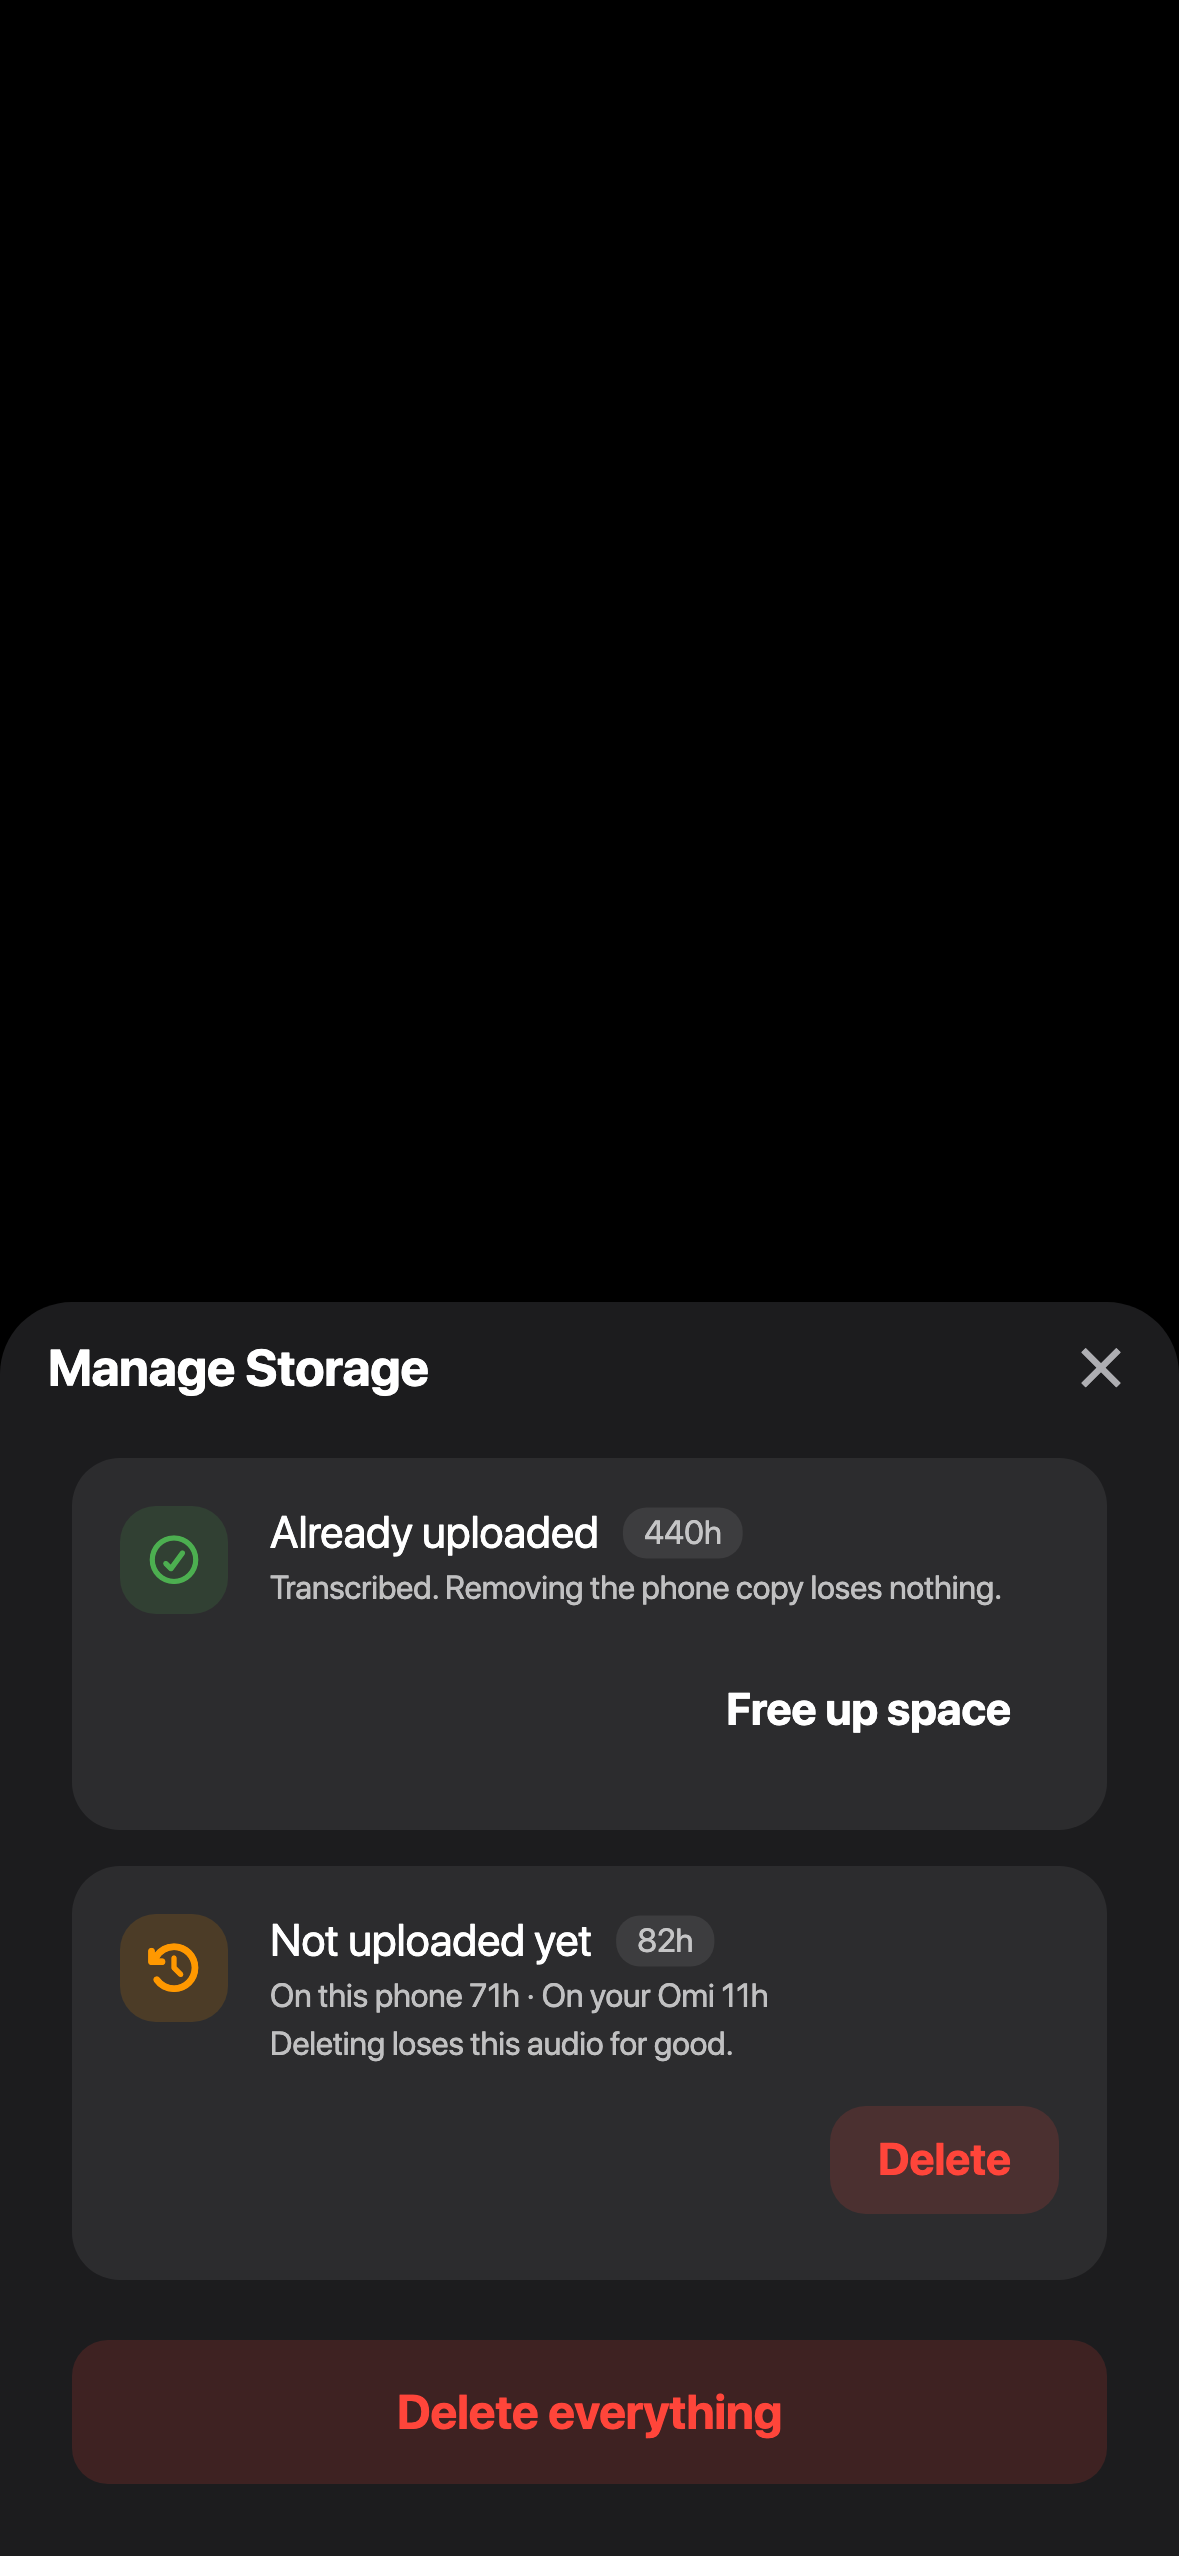 Manage Storage
Already uploaded 440h
Transcribed. Removing the phone copy loses nothing.
Free up space
Not uploaded yet 82h
On this phone 71h · On your Omi 11h
Deleting loses this audio for good.
Delete
Delete everything